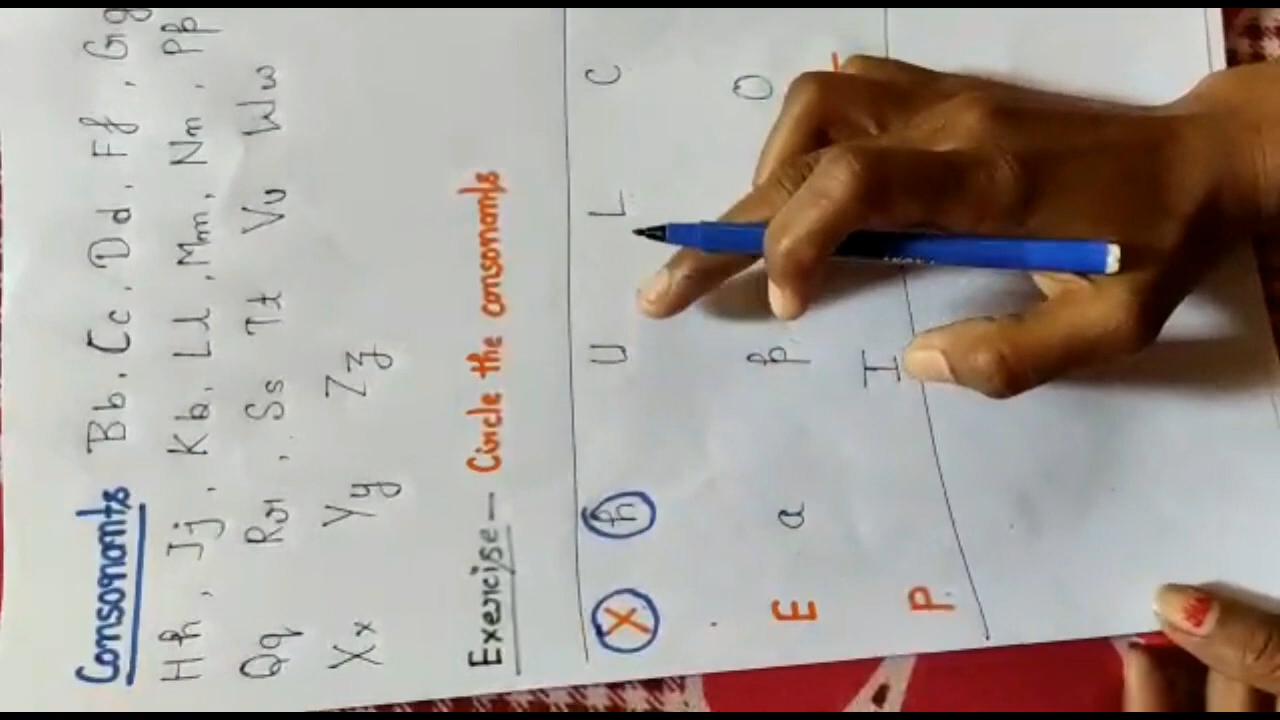 Consonants Bb, Cc, Dd, Ff, Gg
Hh, Jj, Kk, Ll, Mm, Nn, Pp
Qq Rr, Ss Tt Vv Ww
Xx Yy Zz
Exercise - Circle the consonants
X h U L C
E a p O
P I